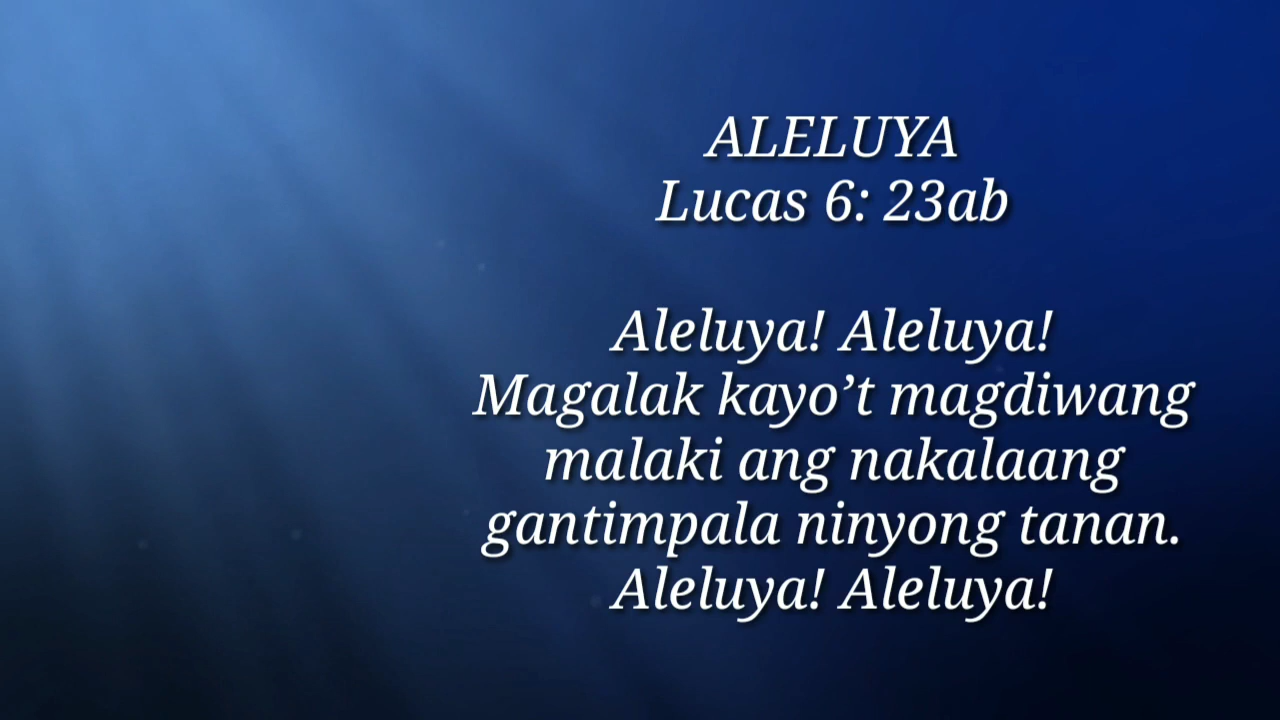 ALELUYA
Lucas 6: 23ab
Aleluya! Aleluya!
Magalak kayo’t magdiwang
malaki ang nakalaang
gantimpala ninyong tanan.
Aleluya! Aleluya!